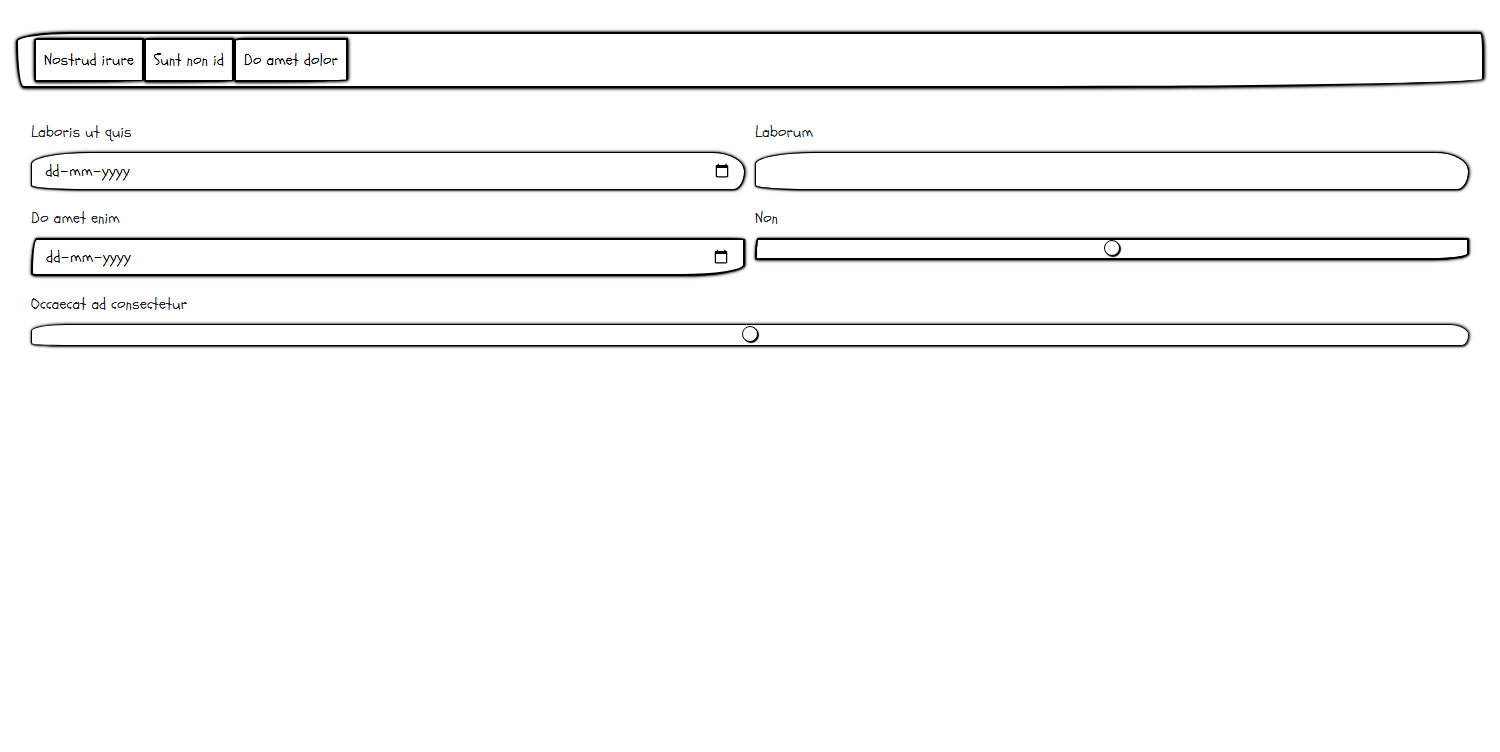 Nostrud irure Sunt non id Do amet dolor
Laboris ut quis Laborum
dd-mm-yyyy
Do amet enim Non
dd-mm-yyyy
Occaecat ad consectetur